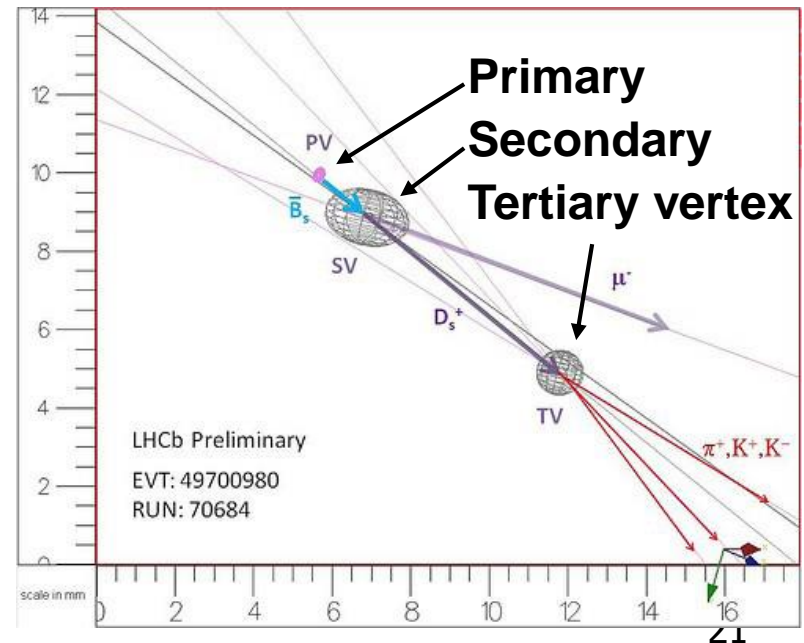 14
12
10
8
6
4
2
0
Primary
Secondary
Tertiary vertex
PV
B̄ₛ
SV
μ⁻
Dₛ⁺
TV
π⁺,K⁺,K⁻
LHCb Preliminary
EVT: 49700980
RUN: 70684
scale in mm
2 4 6 8 10 12 14 16
21